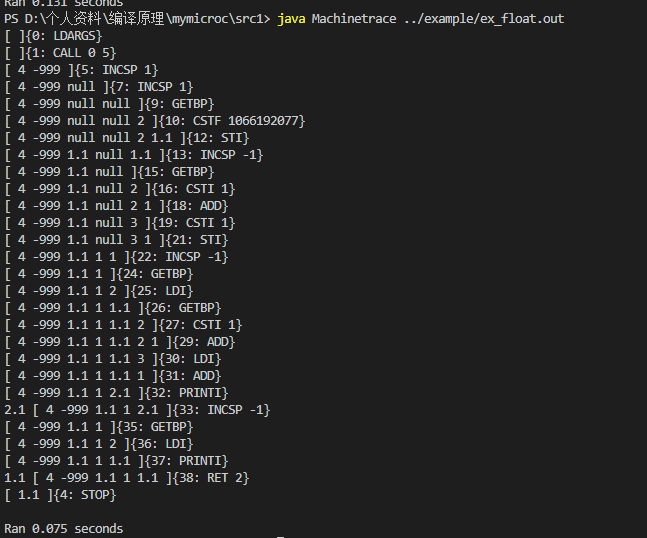 Ran 0.131 seconds
PS D:\个人资料\编译原理\mymicroc\src1> java Machinetrace ../example/ex_float.out
[ ]{0: LDARGS}
[ ]{1: CALL 0 5}
[ 4 -999 ]{5: INCSP 1}
[ 4 -999 null ]{7: INCSP 1}
[ 4 -999 null null ]{9: GETBP}
[ 4 -999 null null 2 ]{10: CSTF 1066192077}
[ 4 -999 null null 2 1.1 ]{12: STI}
[ 4 -999 1.1 null 1.1 ]{13: INCSP -1}
[ 4 -999 1.1 null ]{15: GETBP}
[ 4 -999 1.1 null 2 ]{16: CSTI 1}
[ 4 -999 1.1 null 2 1 ]{18: ADD}
[ 4 -999 1.1 null 3 ]{19: CSTI 1}
[ 4 -999 1.1 null 3 1 ]{21: STI}
[ 4 -999 1.1 1 1 ]{22: INCSP -1}
[ 4 -999 1.1 1 ]{24: GETBP}
[ 4 -999 1.1 1 2 ]{25: LDI}
[ 4 -999 1.1 1 1.1 ]{26: GETBP}
[ 4 -999 1.1 1 1.1 2 ]{27: CSTI 1}
[ 4 -999 1.1 1 1.1 2 1 ]{29: ADD}
[ 4 -999 1.1 1 1.1 3 ]{30: LDI}
[ 4 -999 1.1 1 1.1 1 ]{31: ADD}
[ 4 -999 1.1 1 2.1 ]{32: PRINTI}
2.1 [ 4 -999 1.1 1 2.1 ]{33: INCSP -1}
[ 4 -999 1.1 1 ]{35: GETBP}
[ 4 -999 1.1 1 2 ]{36: LDI}
[ 4 -999 1.1 1 1.1 ]{37: PRINTI}
1.1 [ 4 -999 1.1 1 1.1 ]{38: RET 2}
[ 1.1 ]{4: STOP}
Ran 0.075 seconds